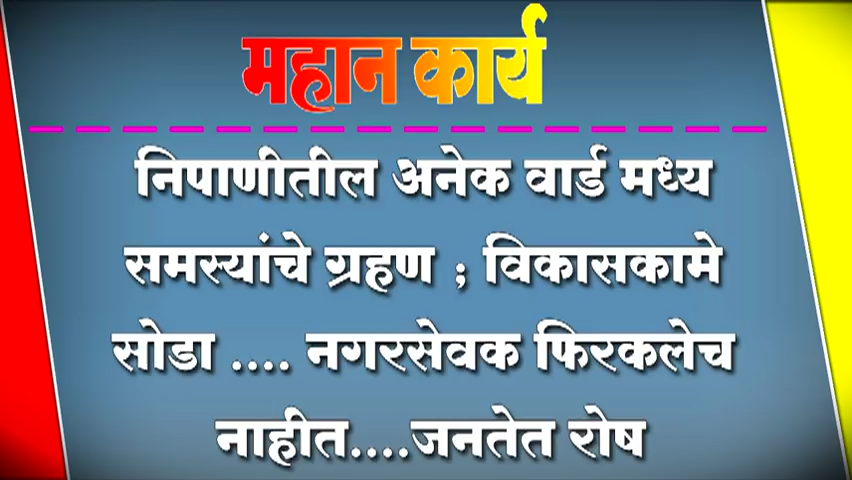 महान कार्य
निपाणीतील अनेक वार्ड मध्य
समस्यांचे ग्रहण ; विकासकामे
सोडा .... नगरसेवक फिरकलेच
नाहीत....जनतेत रोष